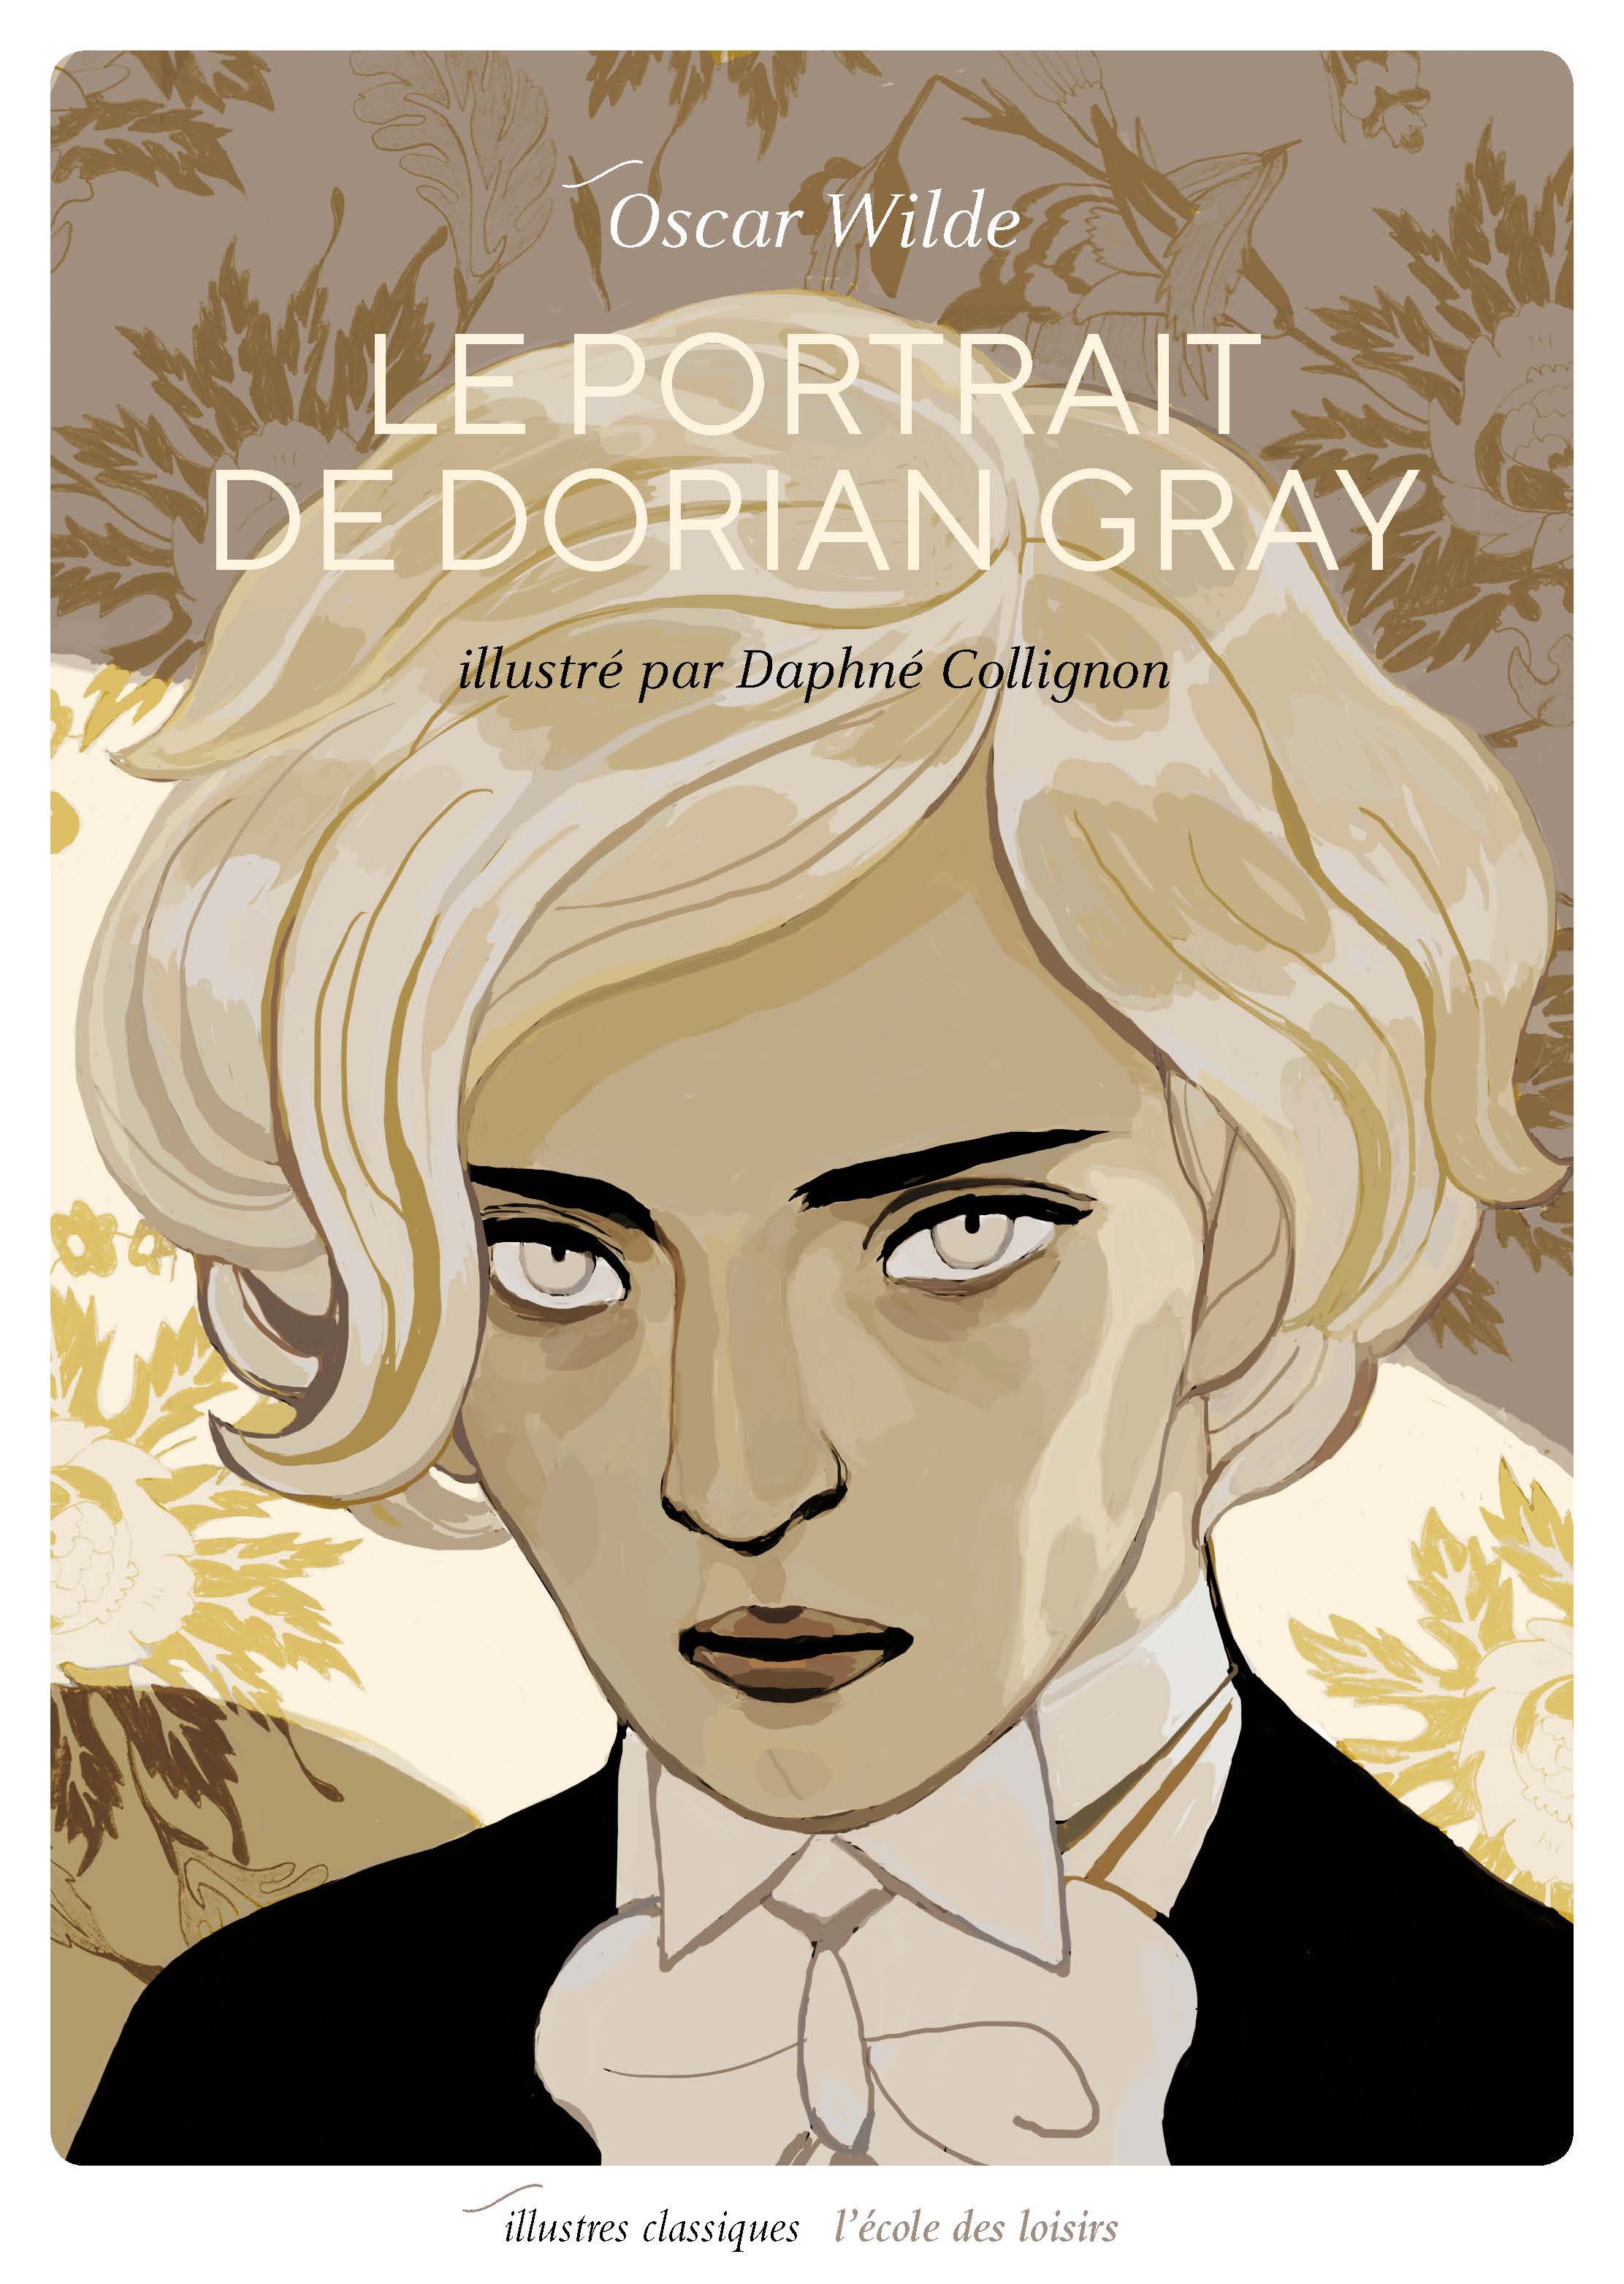 Oscar Wilde
LE PORTRAIT
DE DORIAN GRAY
illustré par Daphné Collignon
illustres classiques l'école des loisirs